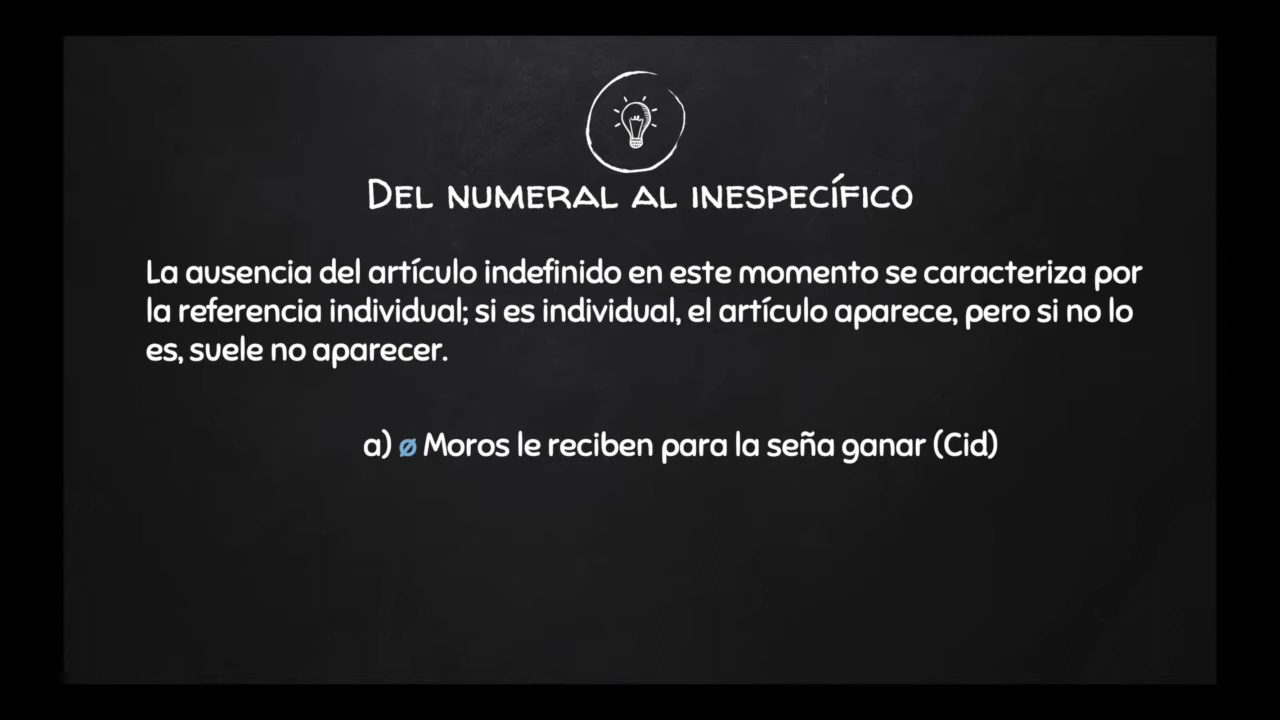 Del numeral al inespecífico
La ausencia del artículo indefinido en este momento se caracteriza por
la referencia individual; si es individual, el artículo aparece, pero si no lo
es, suele no aparecer.
a) ø Moros le reciben para la seña ganar (Cid)